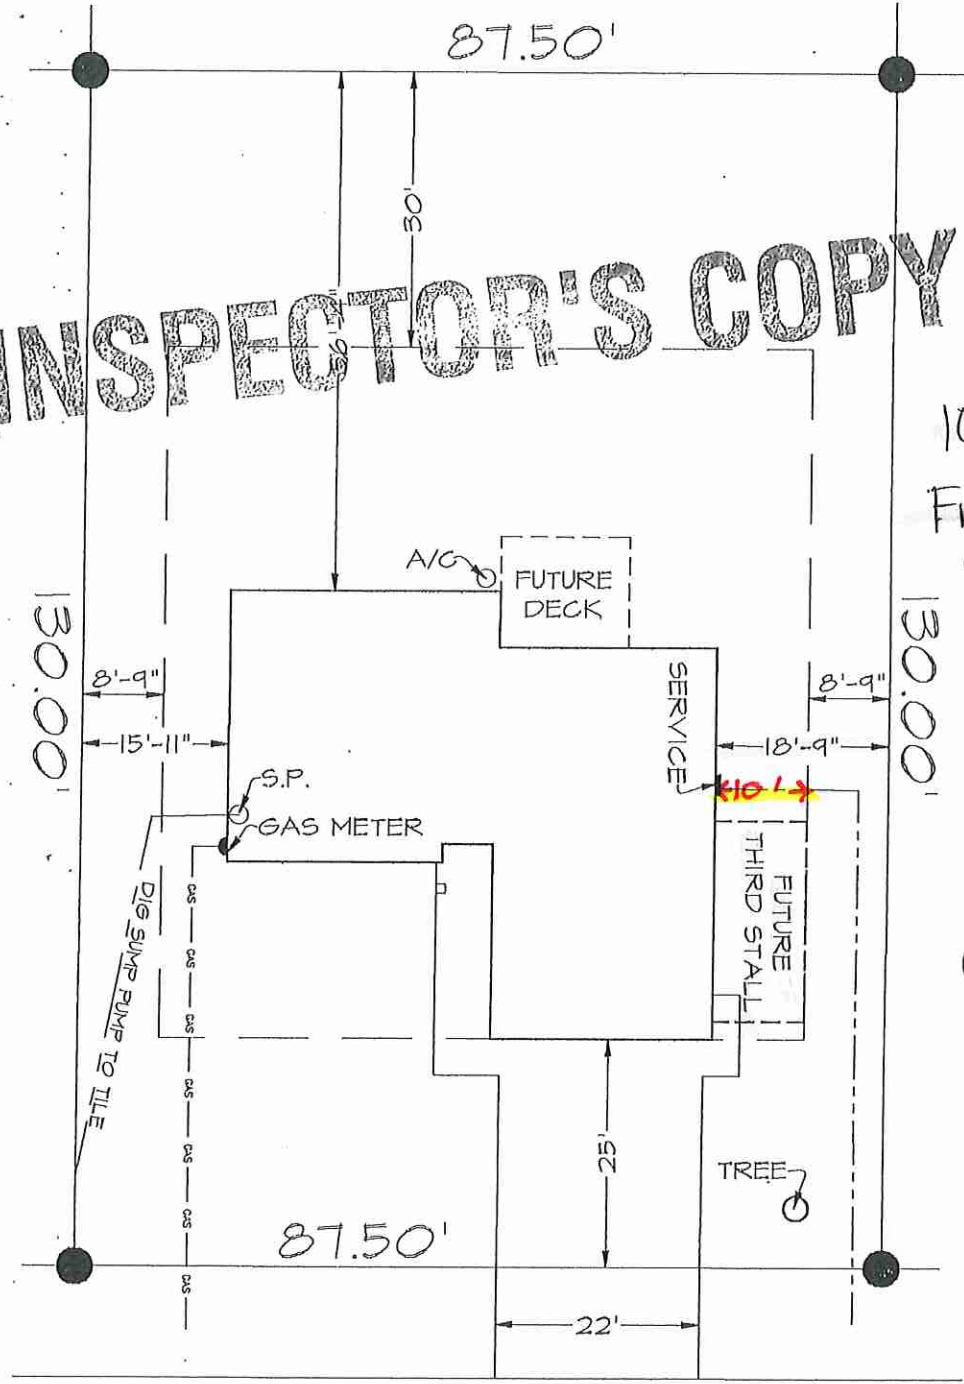 87.50'
30'
INSPECTOR'S COPY
10
A/C
FUTURE
DECK
130.00'
130.00'
8'-9"
8'-9"
SERVICE
15'-11"
18'-9"
10'
S.P.
GAS METER
FUTURE
THIRD STALL
DIG SUMP PUMP TO TILE
GAS
GAS
GAS
GAS
GAS
GAS
GAS
25'
TREE
87.50'
22'